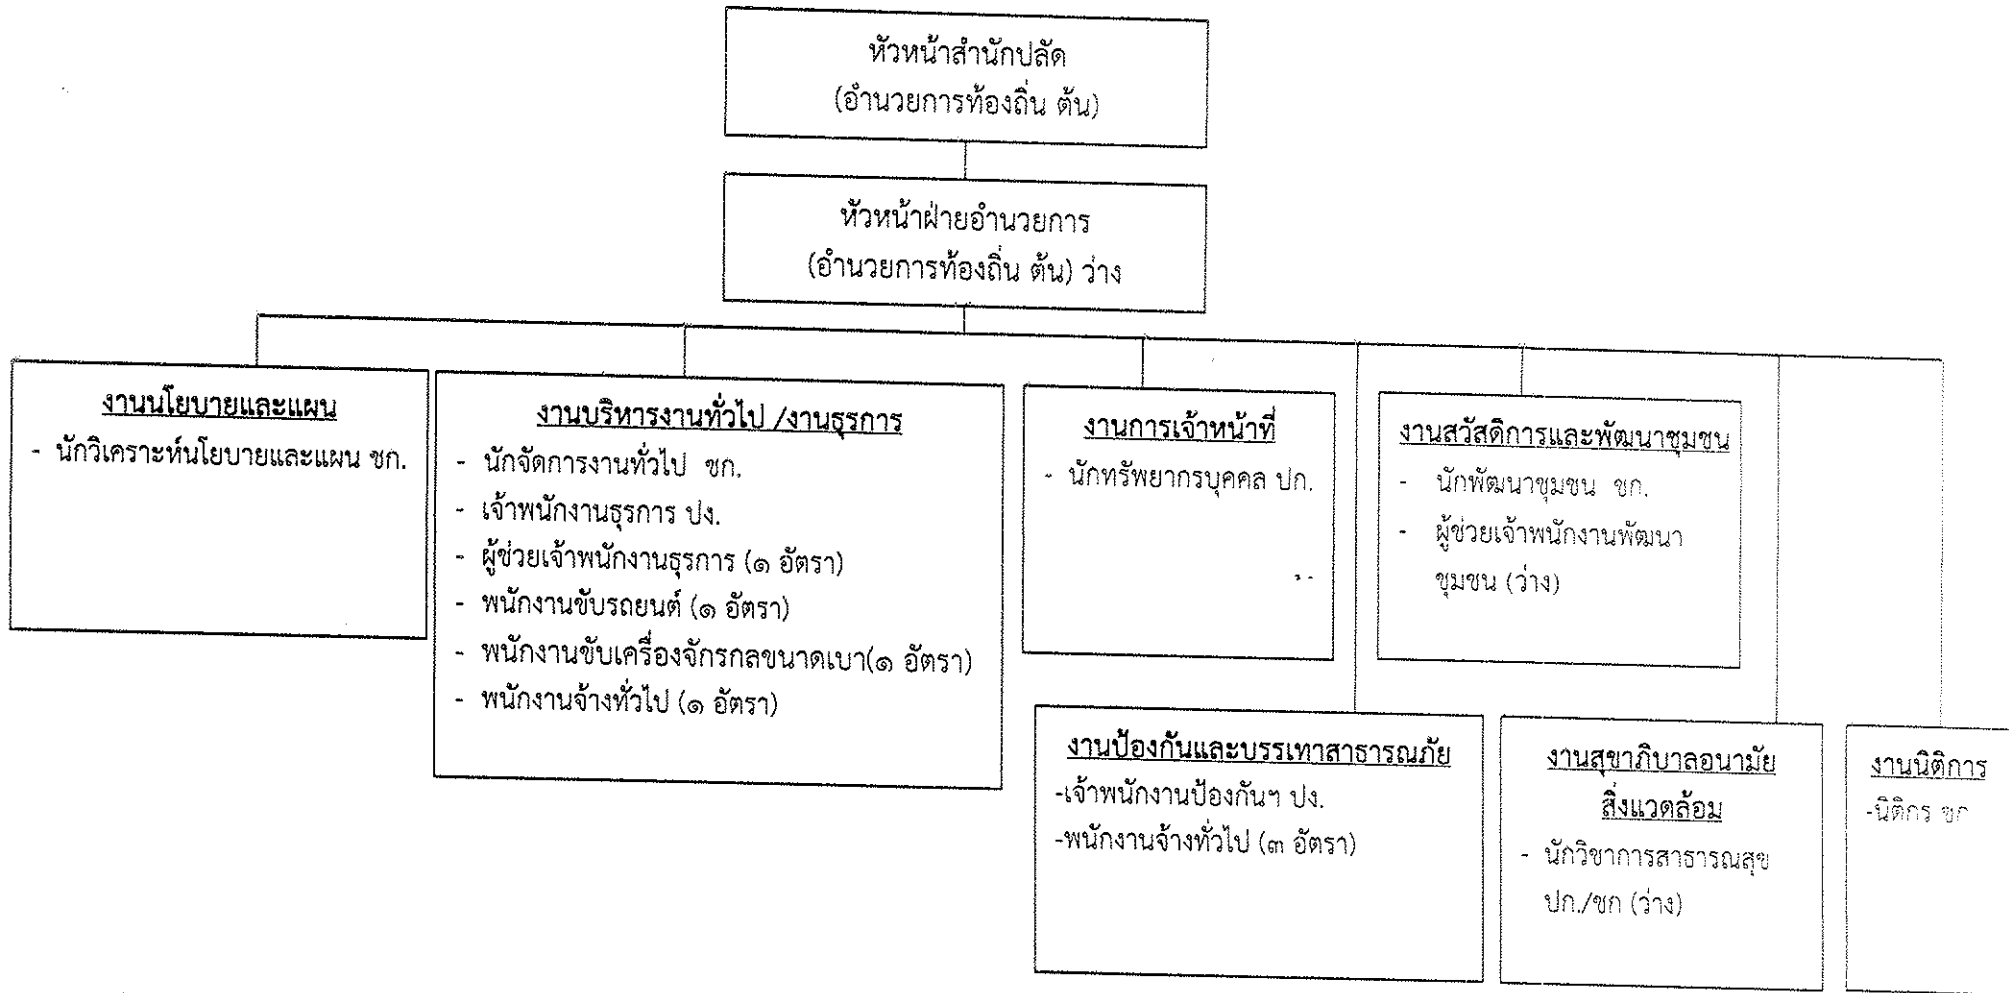 หัวหน้าสำนักปลัด
(อำนวยการท้องถิ่น ต้น)
หัวหน้าฝ่ายอำนวยการ
(อำนวยการท้องถิ่น ต้น) ว่าง
งานนโยบายและแผน
- นักวิเคราะห์นโยบายและแผน ชก.
งานบริหารงานทั่วไป /งานธุรการ
- นักจัดการงานทั่วไป ชก.
- เจ้าพนักงานธุรการ ปง.
- ผู้ช่วยเจ้าพนักงานธุรการ (๑ อัตรา)
- พนักงานขับรถยนต์ (๑ อัตรา)
- พนักงานขับเครื่องจักรกลขนาดเบา(๑ อัตรา)
- พนักงานจ้างทั่วไป (๑ อัตรา)
งานการเจ้าหน้าที่
- นักทรัพยากรบุคคล ปก.
งานสวัสดิการและพัฒนาชุมชน
- นักพัฒนาชุมชน ชก.
- ผู้ช่วยเจ้าพนักงานพัฒนา
ชุมชน (ว่าง)
งานป้องกันและบรรเทาสาธารณภัย
-เจ้าพนักงานป้องกันฯ ปง.
-พนักงานจ้างทั่วไป (๓ อัตรา)
งานสุขาภิบาลอนามัย
สิ่งแวดล้อม
- นักวิชาการสาธารณสุข
ปก./ชก (ว่าง)
งานนิติการ
-นิติกร ชก